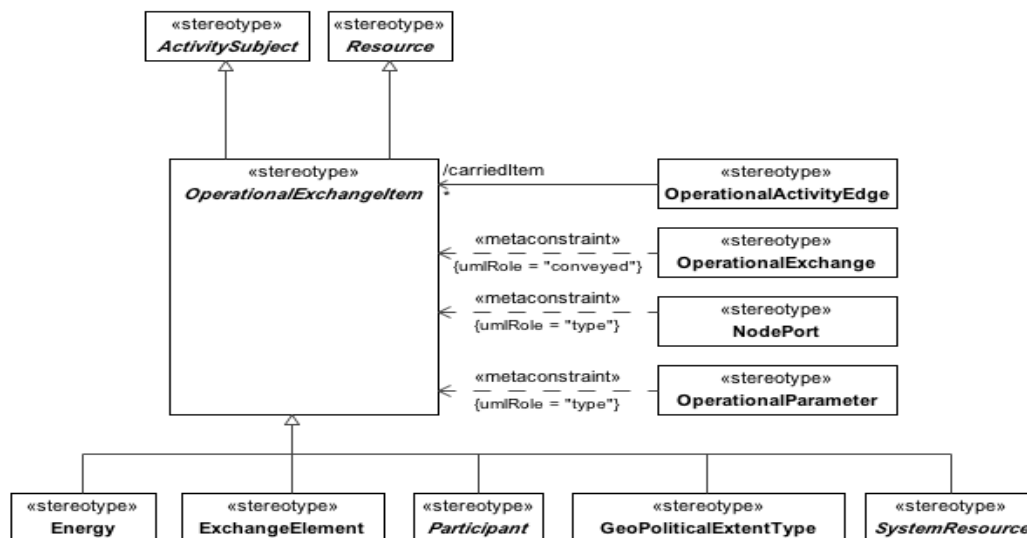 «stereotype»
ActivitySubject
«stereotype»
Resource
«stereotype»
OperationalExchangeItem
/carriedItem
*
«stereotype»
OperationalActivityEdge
«metaconstraint»
{umlRole = "conveyed"}
«stereotype»
OperationalExchange
«metaconstraint»
{umlRole = "type"}
«stereotype»
NodePort
«metaconstraint»
{umlRole = "type"}
«stereotype»
OperationalParameter
«stereotype»
Energy
«stereotype»
ExchangeElement
«stereotype»
Participant
«stereotype»
GeoPoliticalExtentType
«stereotype»
SystemResource